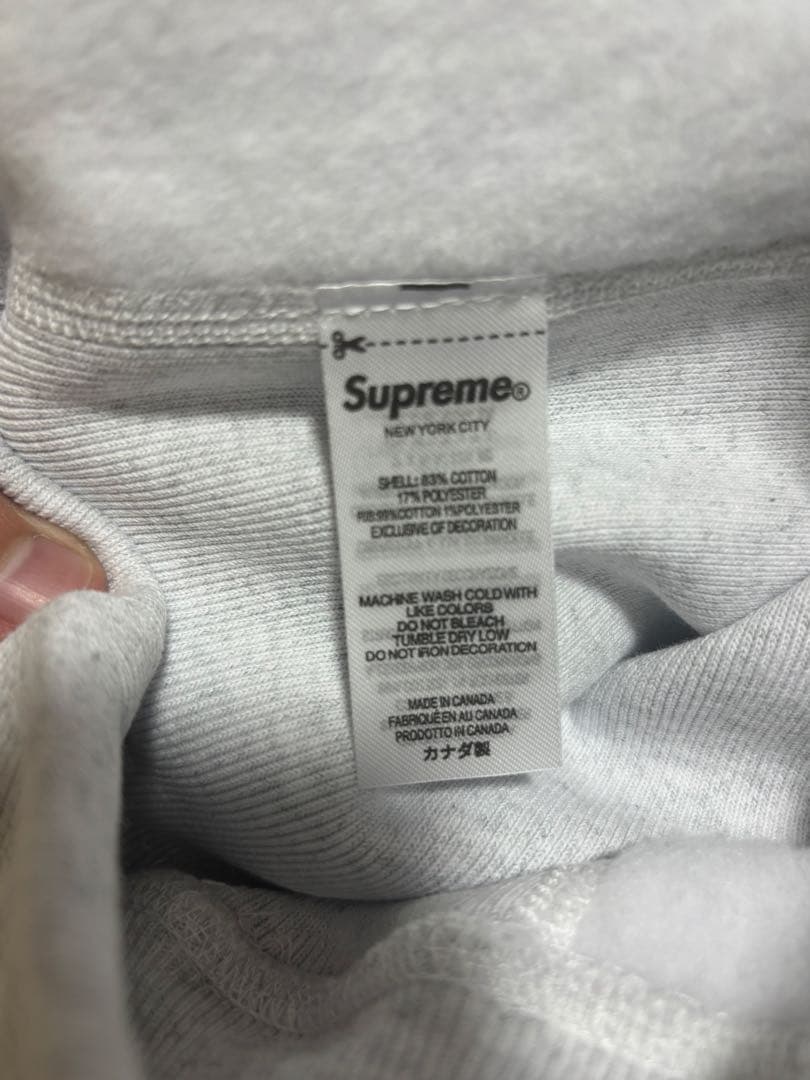 Supreme®
NEW YORK CITY
SHELL: 83% COTTON
17% POLYESTER
RIB:99%COTTON 1%POLYESTER
EXCLUSIVE OF DECORATION
MACHINE WASH COLD WITH
LIKE COLORS
DO NOT BLEACH
TUMBLE DRY LOW
DO NOT IRON DECORATION
MADE IN CANADA
FABRIQUÉ EN AU CANADA
PRODOTTO IN CANADA
カナダ製